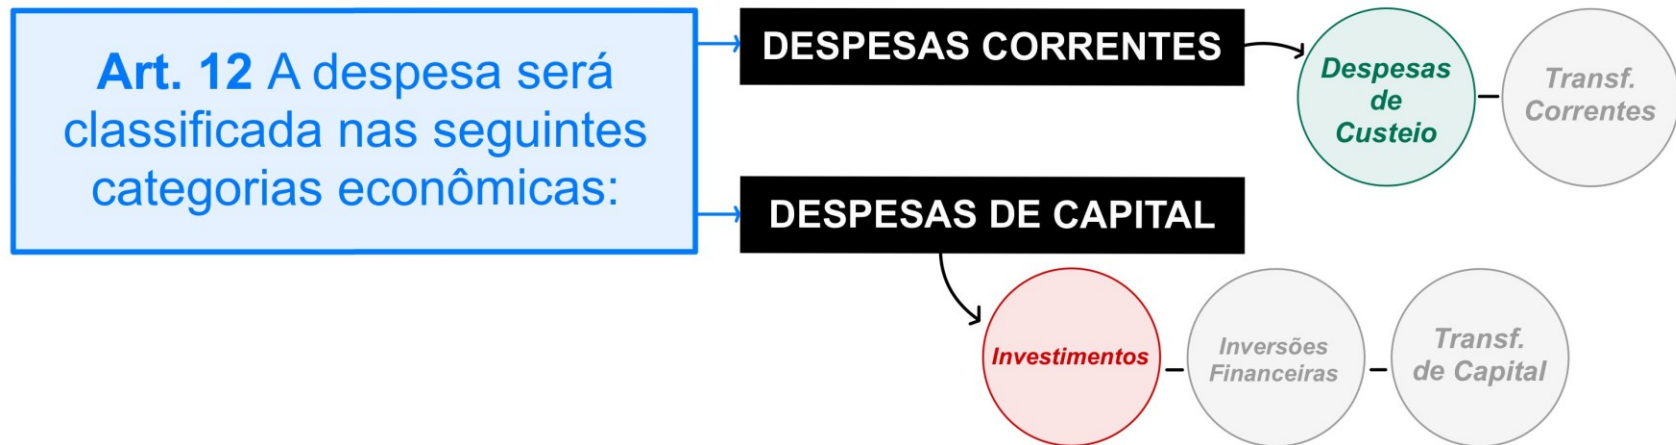 Art. 12 A despesa será
classificada nas seguintes
categorias econômicas:
DESPESAS CORRENTES
Despesas
de
Custeio
Transf.
Correntes
DESPESAS DE CAPITAL
Investimentos
Inversões
Financeiras
Transf.
de Capital